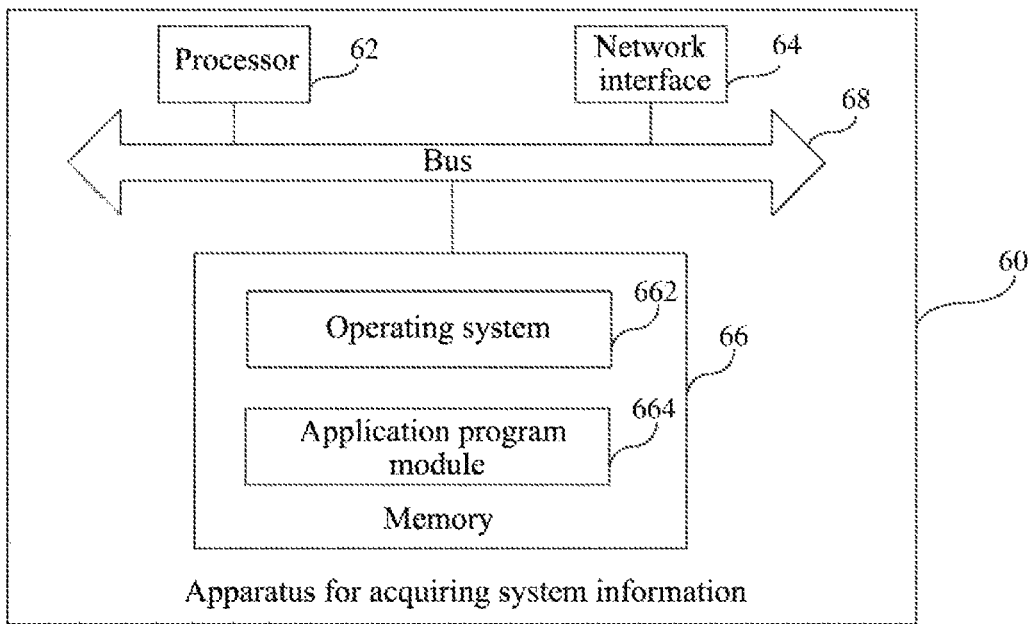 Processor
62
Network
interface
64
68
Bus
60
662
Operating system
66
664
Application program
module
Memory
Apparatus for acquiring system information